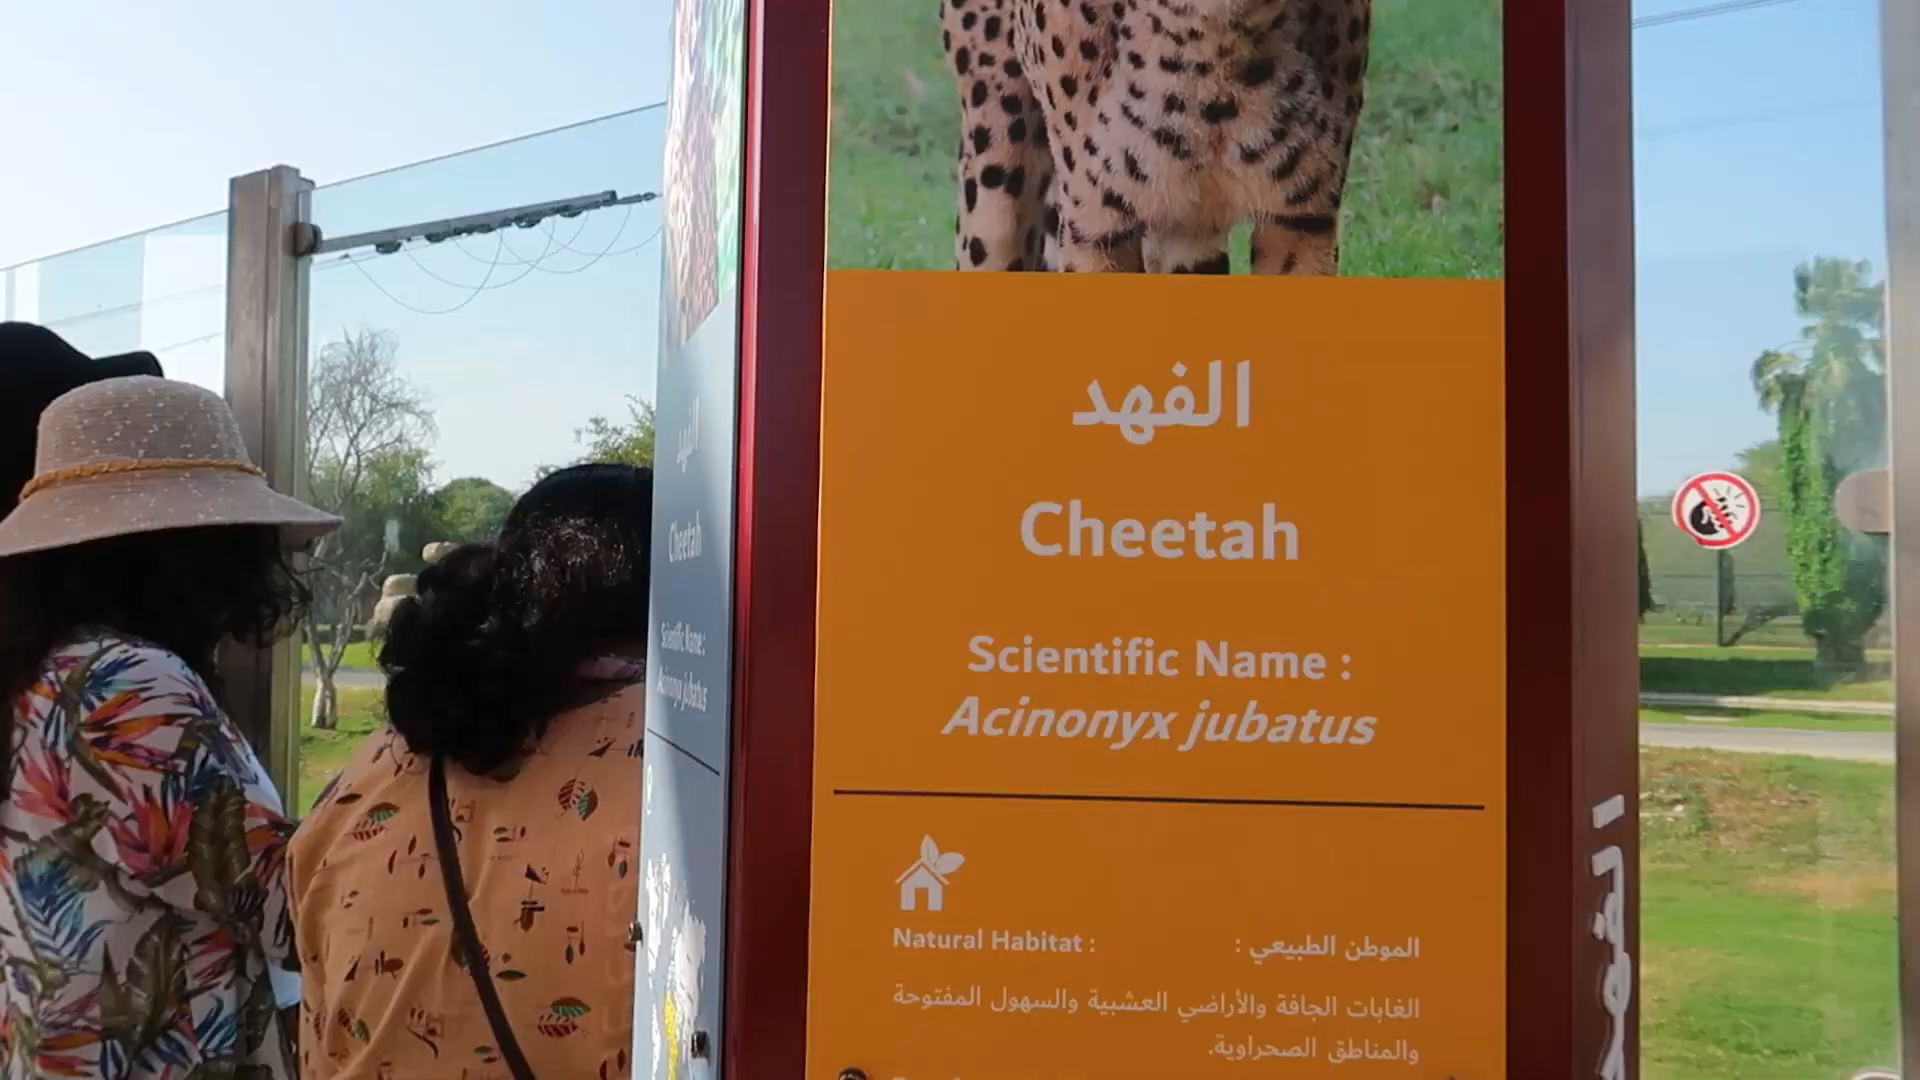 الفهد
Cheetah
Scientific Name :
Acinonyx jubatus
Natural Habitat :
الموطن الطبيعي :
الغابات الجافة والأراضي العشبية والسهول المفتوحة
والمناطق الصحراوية.
الفهد
Cheetah
Scientific Name :
Acinonyx jubatus